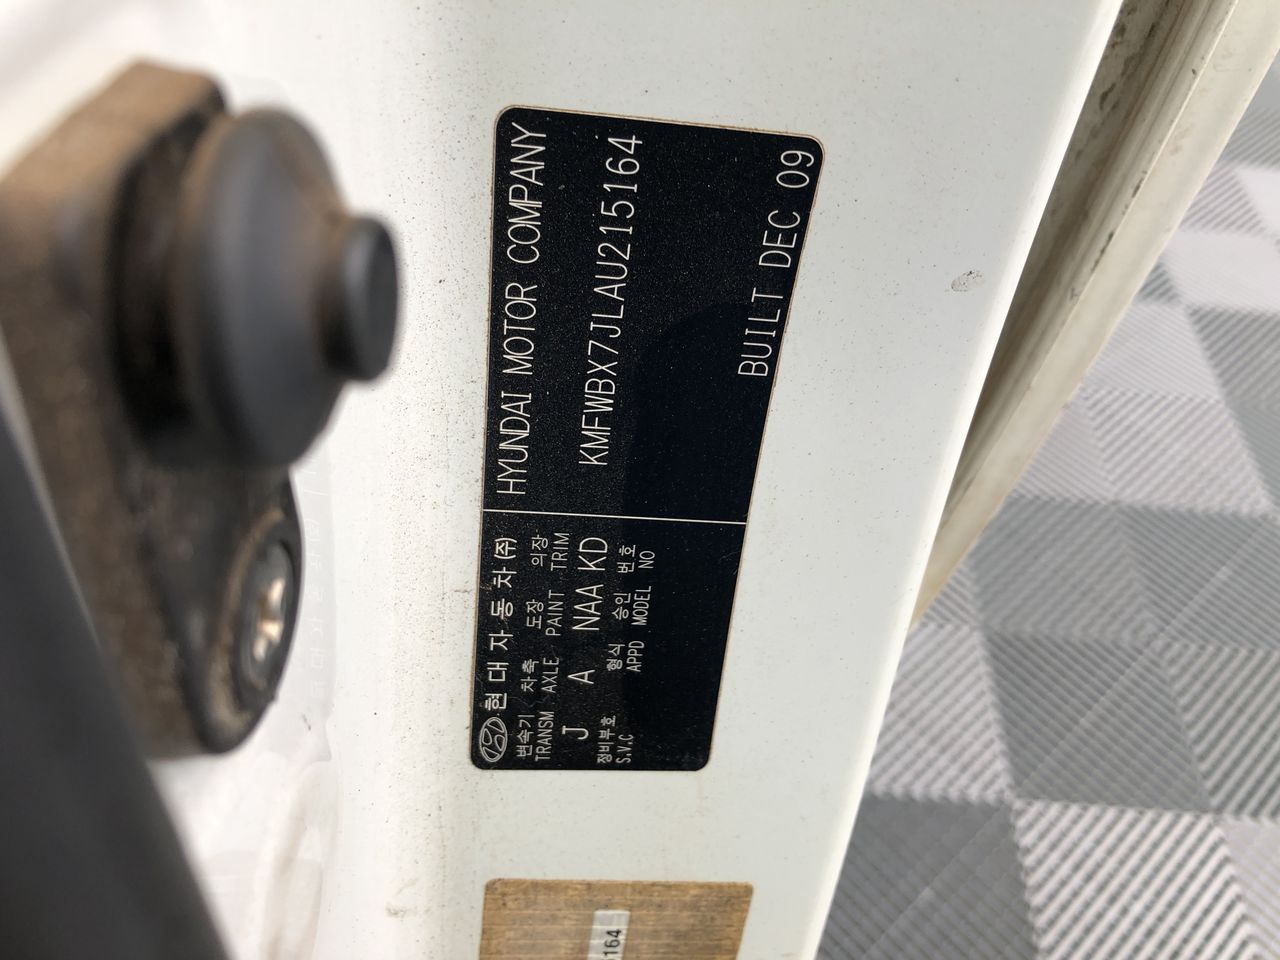 현대자동차(주) HYUNDAI MOTOR COMPANY
변속기 차축 도장 의장
TRANSM AXLE PAINT TRIM
J A NAA KD KMFWBX7JLAU215164
정비부호 형식 승인 번호
S.V.C APPD MODEL NO
BUILT DEC 09
164